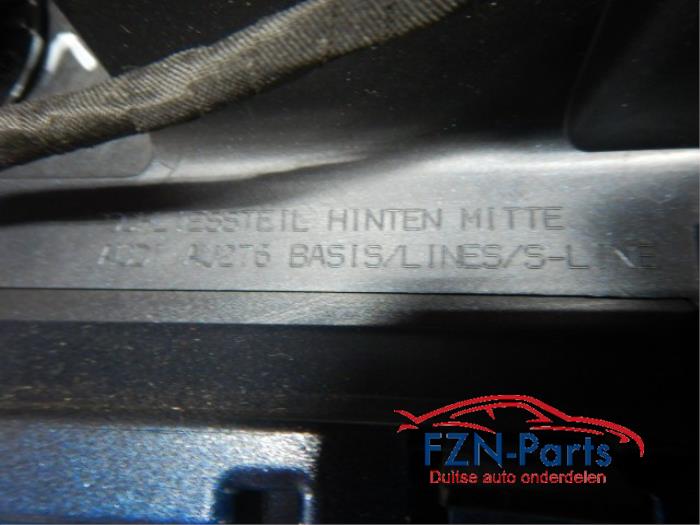 HINTEN MITTE
BASIS/LINES/S-LINE
FZN-Parts
Duitse auto onderdelen